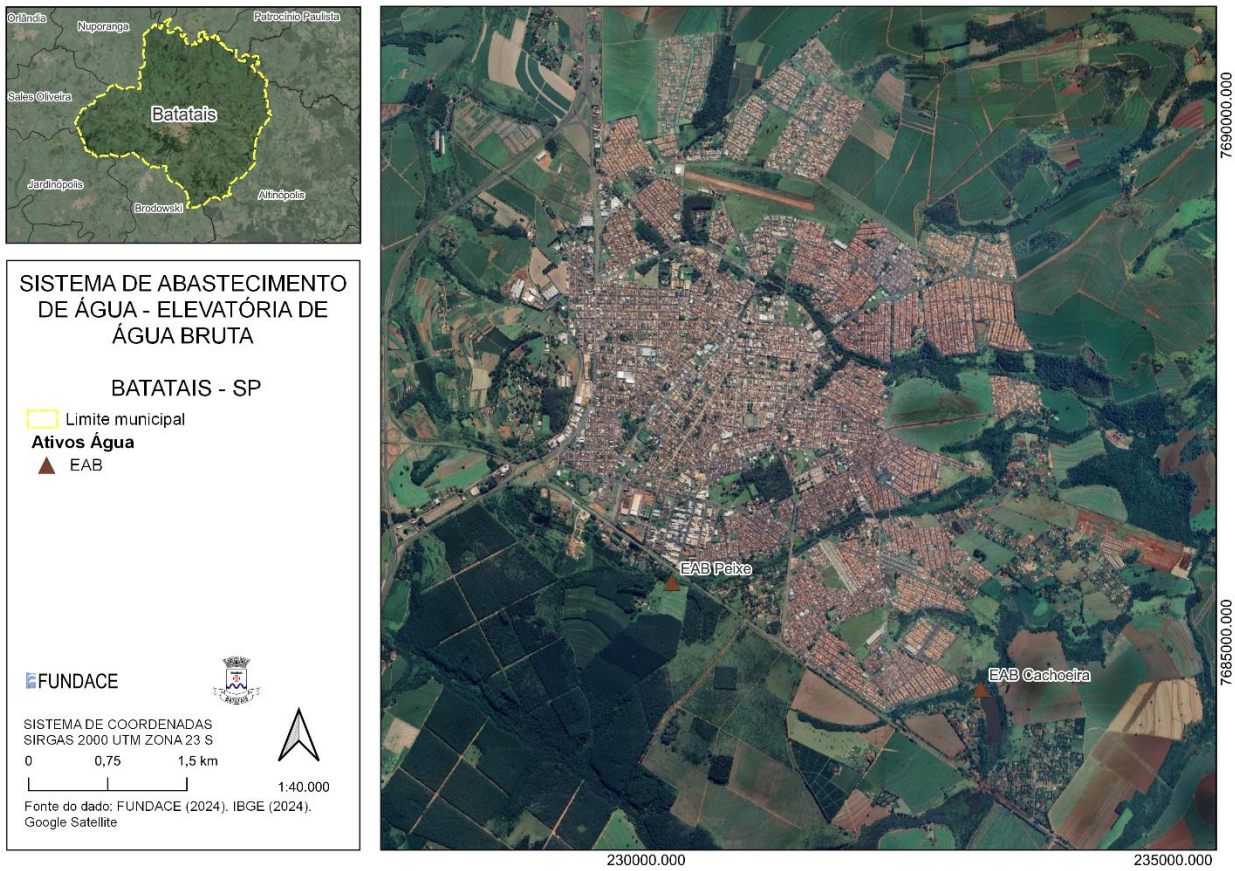 Orlândia
Nuporanga
Patrocínio Paulista
Sales Oliveira
Batatais
Jardinópolis
Brodowski
Altinópolis
SISTEMA DE ABASTECIMENTO
DE ÁGUA - ELEVATÓRIA DE
ÁGUA BRUTA
BATATAIS - SP
Limite municipal
Ativos Água
EAB
FUNDACE
BATATAIS
SISTEMA DE COORDENADAS
SIRGAS 2000 UTM ZONA 23 S
0 0,75 1,5 km
1:40.000
Fonte do dado: FUNDACE (2024). IBGE (2024).
Google Satellite
EAB Peixe
EAB Cachoeira
7690000.000
7685000.000
230000.000
235000.000